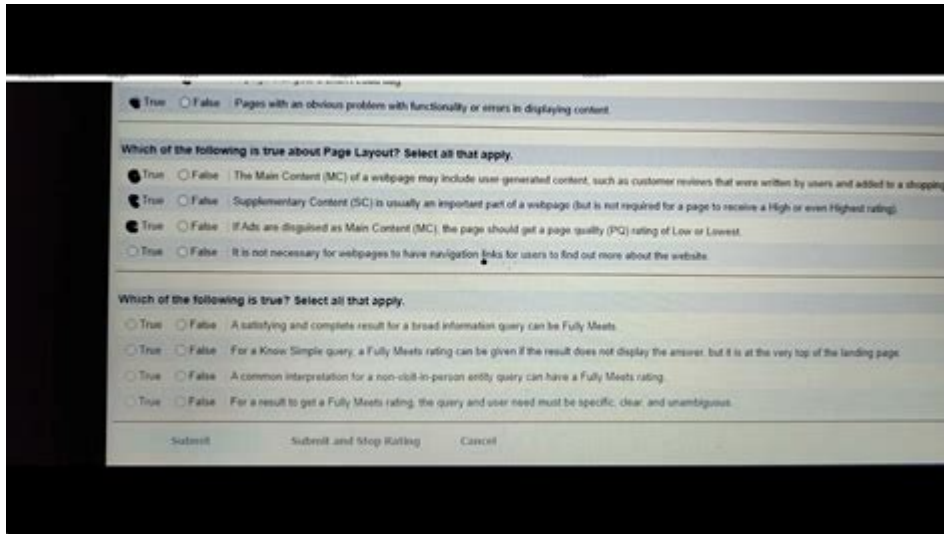 True False Pages with an obvious problem with functionality or errors in displaying content.
Which of the following is true about Page Layout? Select all that apply.
True False The Main Content (MC) of a webpage may include user-generated content, such as customer reviews that were written by users and added to a shopping
True False Supplementary Content (SC) is usually an important part of a webpage (but is not required for a page to receive a High or even Highest rating).
True False If Ads are disguised as Main Content (MC), the page should get a page quality (PQ) rating of Low or Lowest.
True False It is not necessary for webpages to have navigation links for users to find out more about the website.
Which of the following is true? Select all that apply.
True False A satisfying and complete result for a broad information query can be Fully Meets.
True False For a Know Simple query, a Fully Meets rating can be given if the result does not display the answer, but it is at the very top of the landing page.
True False A common interpretation for a non-visit-in-person entity query can have a Fully Meets rating.
True False For a result to get a Fully Meets rating, the query and user need must be specific, clear, and unambiguous.
Submit Submit and Stop Rating Cancel